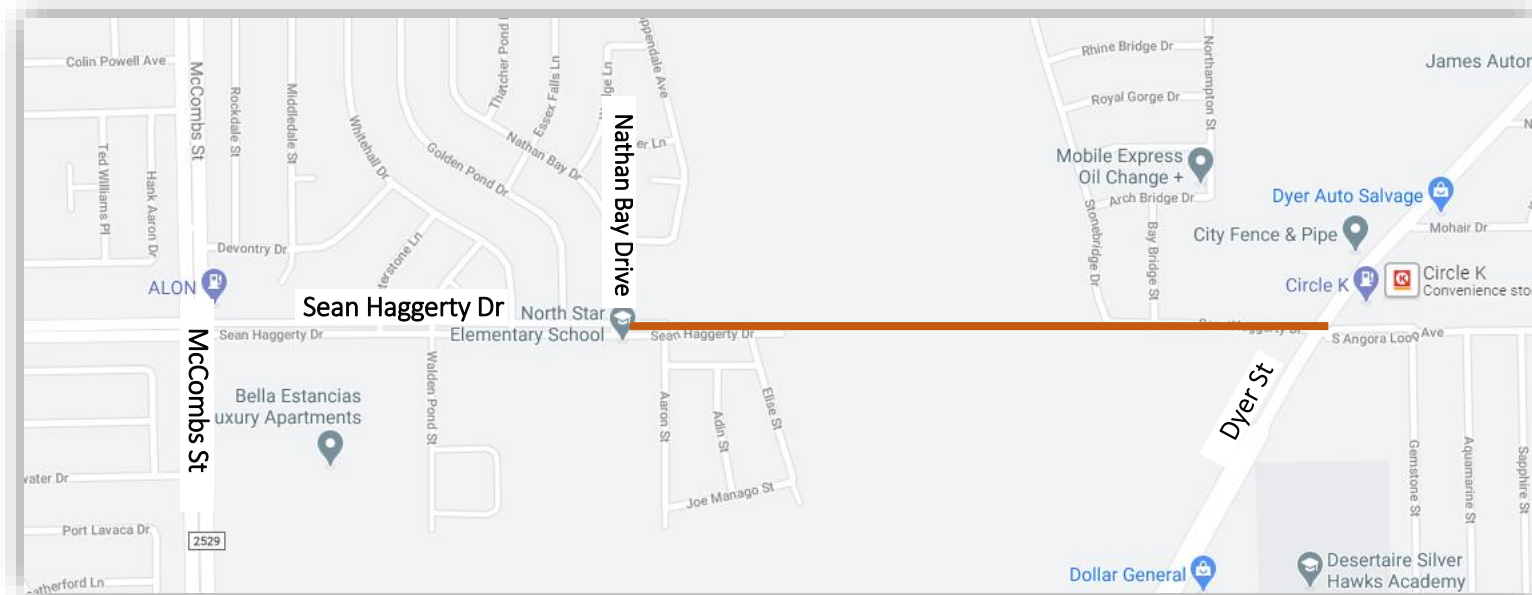 Colin Powell Ave
McCombs St
Rockdale St
Middledale St
Whitehall Dr
Golden Pond Dr
Thatcher Pond
Essex Falls Ln
Nathan Bay Dr
Nathan Bay Drive
Rhine Bridge Dr
Northampton St
Royal Gorge Dr
James
Mobile Express
Oil Change +
Arch Bridge Dr
Stonebridge Dr
Bay Bridge St
Dyer Auto Salvage
City Fence & Pipe
Mohair Dr
Circle K
Circle K
Convenience
Ted Williams Pl
Hank Aaron Dr
Devontry Dr
ALON
Sean Haggerty Dr
North Star
Elementary School
Sean Haggerty Dr
Sean Haggerty Dr
S Angora Loop Ave
McCombs St
Walden Pond St
Bella Estancias
Apartments
Aaron St
Adin St
Elise St
Joe Manago St
Dyer St
Gemstone St
Aquamarine St
Sapphire St
Dr
Port Lavaca Dr
2529
Ln
Dollar General
Desertaire Silver
Hawks Academy